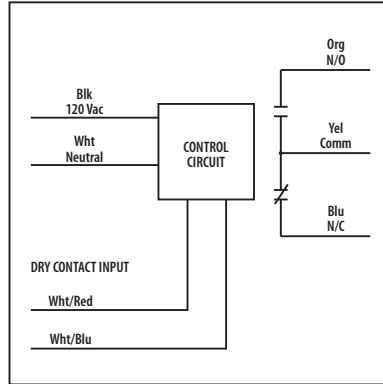 Org
N/O
Blk
120 Vac
Wht
Neutral
CONTROL
CIRCUIT
Yel
Comm
Blu
N/C
DRY CONTACT INPUT
Wht/Red
Wht/Blu